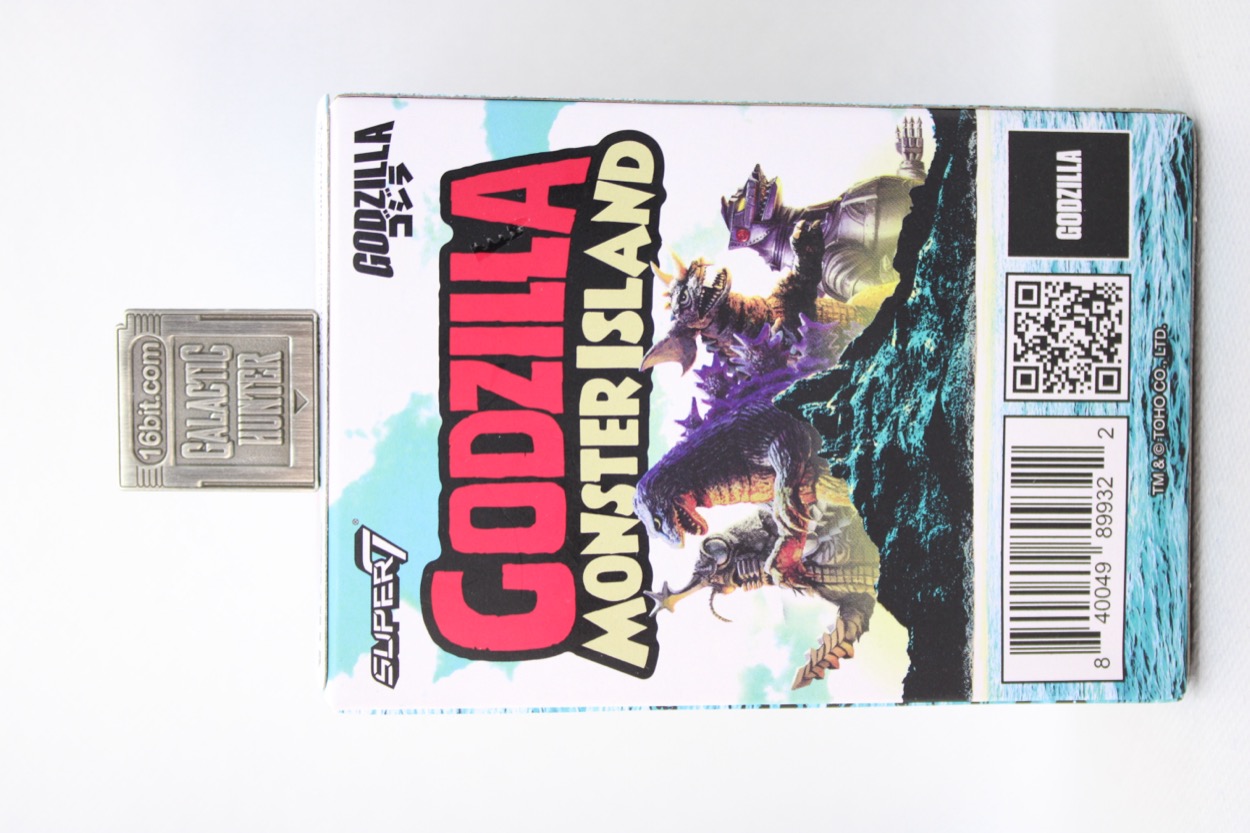 16bit.com
GALACTIC
HUNTER
SUPER7®
GODZILLA
ゴジラ
GODZILLA
MONSTER ISLAND
8 40049 89932 2
GODZILLA
TM & © TOHO CO., LTD.